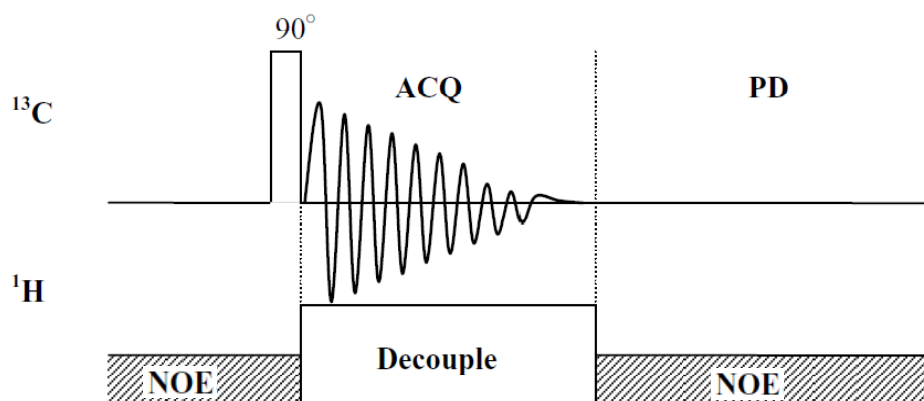 90°
ACQ PD
¹³C
¹H
Decouple
NOE NOE